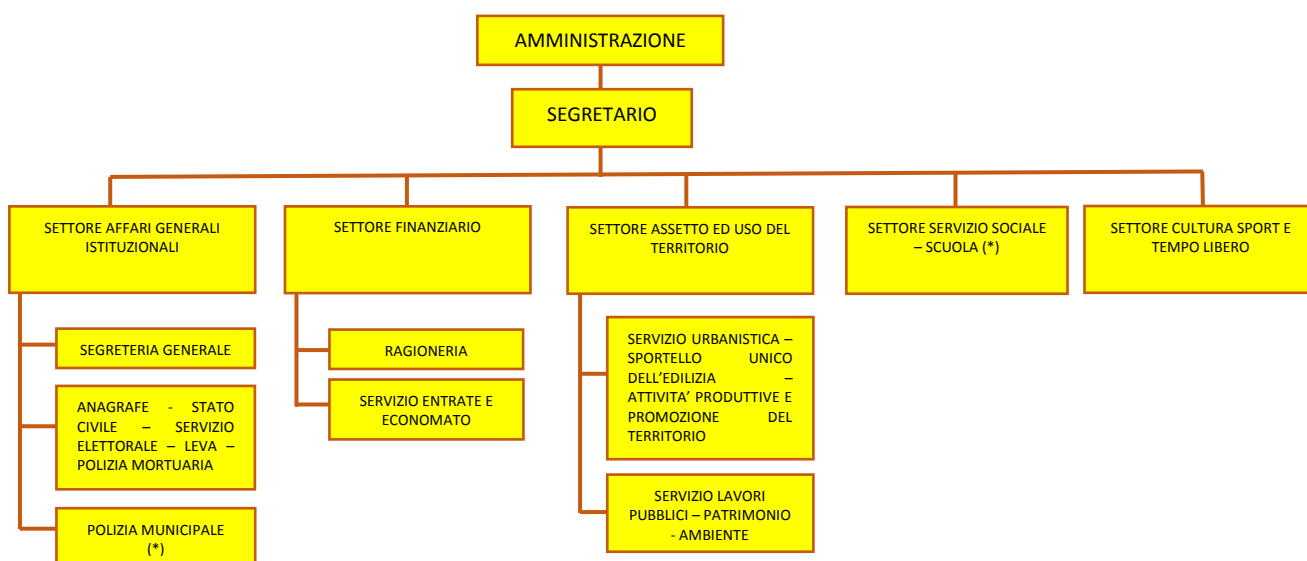 AMMINISTRAZIONE
SEGRETARIO
SETTORE AFFARI GENERALI
ISTITUZIONALI
SETTORE FINANZIARIO
SETTORE ASSETTO ED USO DEL
TERRITORIO
SETTORE SERVIZIO SOCIALE
– SCUOLA (*)
SETTORE CULTURA SPORT E
TEMPO LIBERO
SEGRETERIA GENERALE
ANAGRAFE - STATO
CIVILE – SERVIZIO
ELETTORALE – LEVA –
POLIZIA MORTUARIA
POLIZIA MUNICIPALE
(*)
RAGIONERIA
SERVIZIO ENTRATE E
ECONOMATO
SERVIZIO URBANISTICA –
SPORTELLO UNICO
DELL’EDILIZIA –
ATTIVITA’ PRODUTTIVE E
PROMOZIONE DEL
TERRITORIO
SERVIZIO LAVORI
PUBBLICI – PATRIMONIO
- AMBIENTE